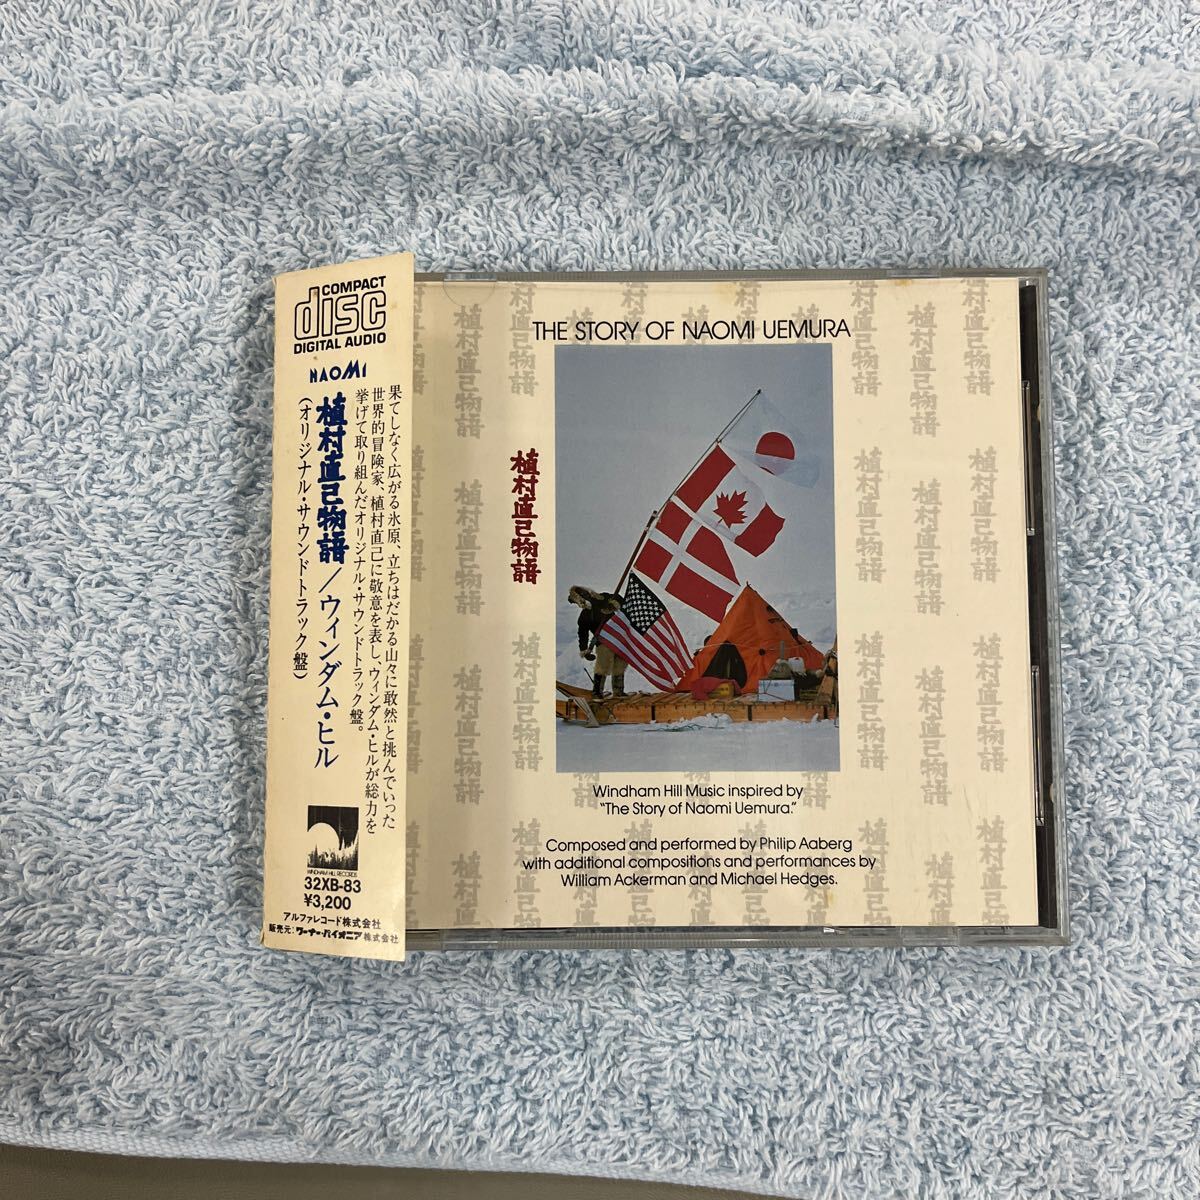 COMPACT
disc
DIGITAL AUDIO
NAOMI
植村直己物語/ウィンダム・ヒル
(オリジナル・サウンドトラック盤)
果てしなく広がる氷原、立ちはだかる山々に敢然と挑んでいった
世界的冒険家、植村直己に敬意を表し、ウィンダム・ヒルが総力を
挙げて取り組んだオリジナル・サウンドトラック盤。
WINDHAM HILL RECORDS
32XB-83
¥3,200
アルファレコード株式会社
販売元:ワーナー・パイオニア株式会社
THE STORY OF NAOMI UEMURA
植村直己物語
Windham Hill Music inspired by
"The Story of Naomi Uemura."
Composed and performed by Philip Aaberg
with additional compositions and performances by
William Ackerman and Michael Hedges.